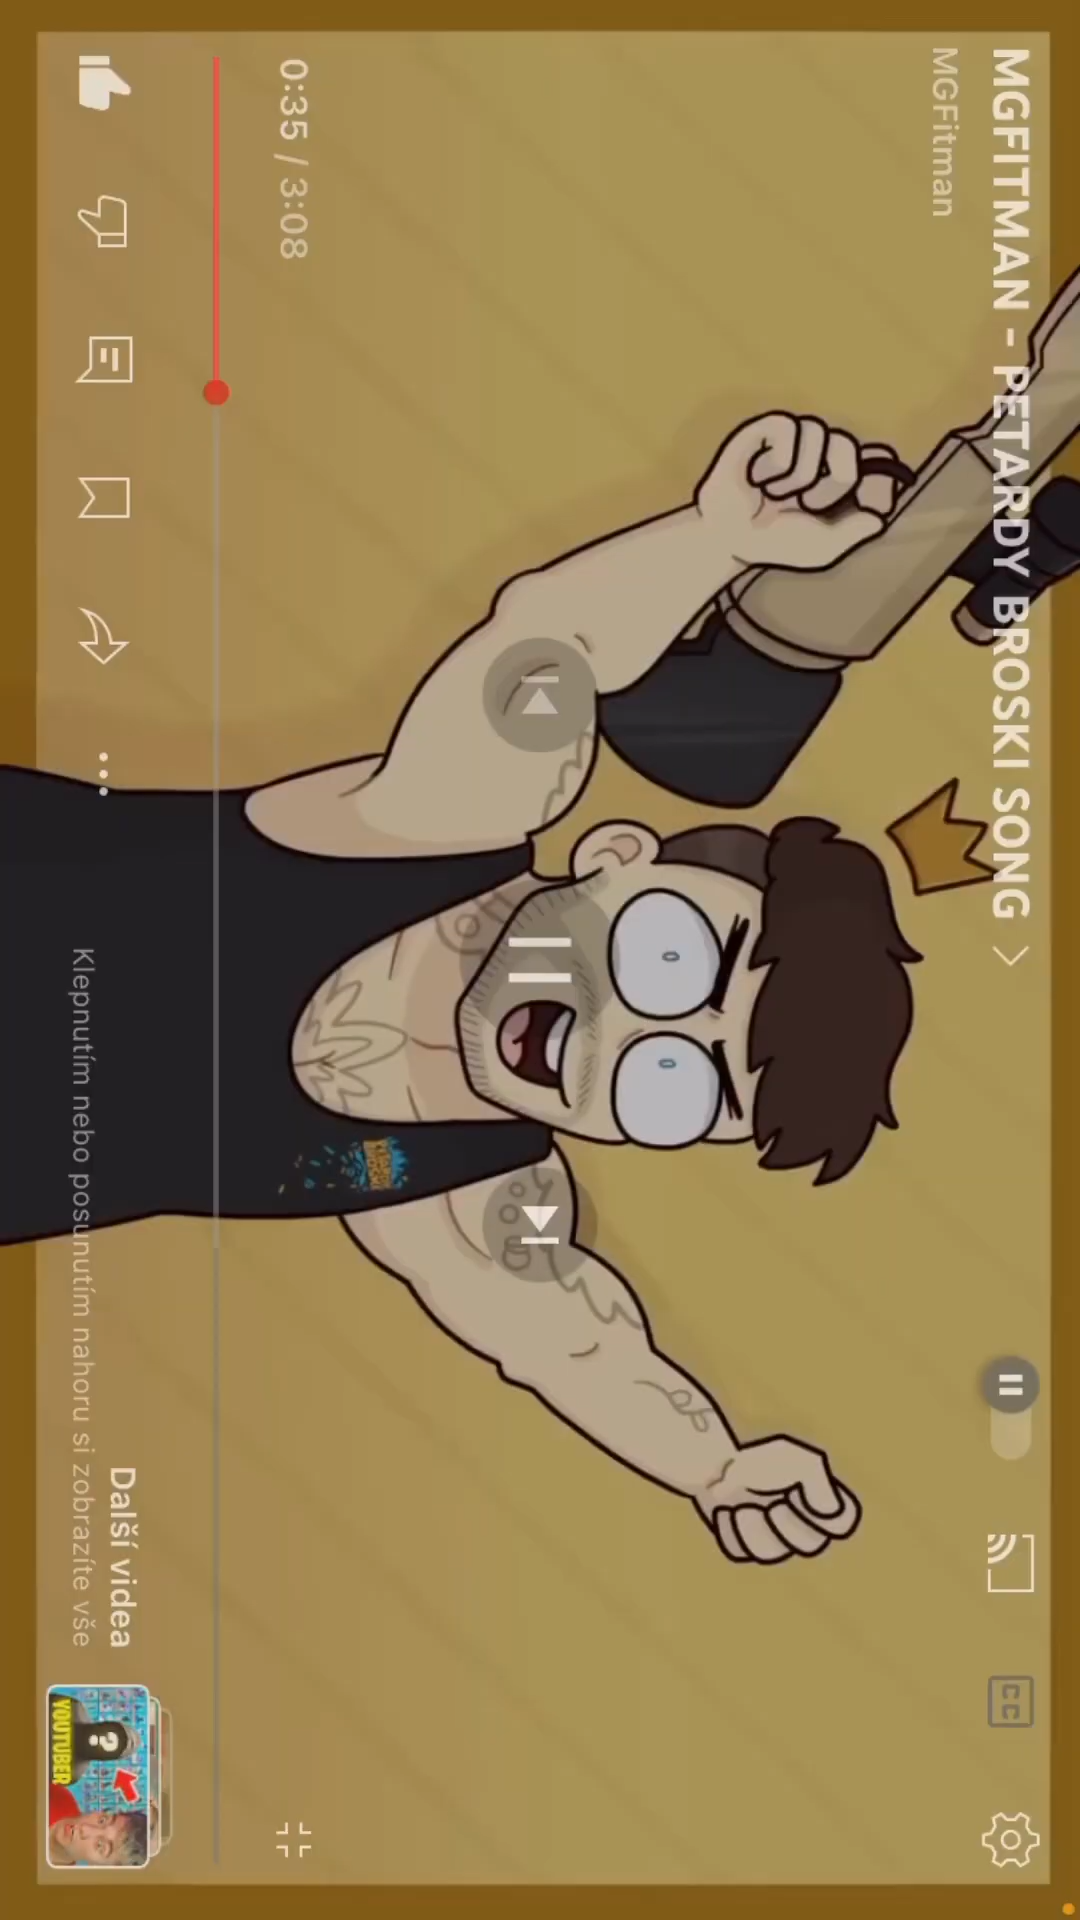 MGFITMAN - PETARDY BROSKI SONG
MGFitman
CC
0:35 / 3:08
Další videa
Klepnutím nebo posunutím nahoru si zobrazíte vše
?
YOUTUBER